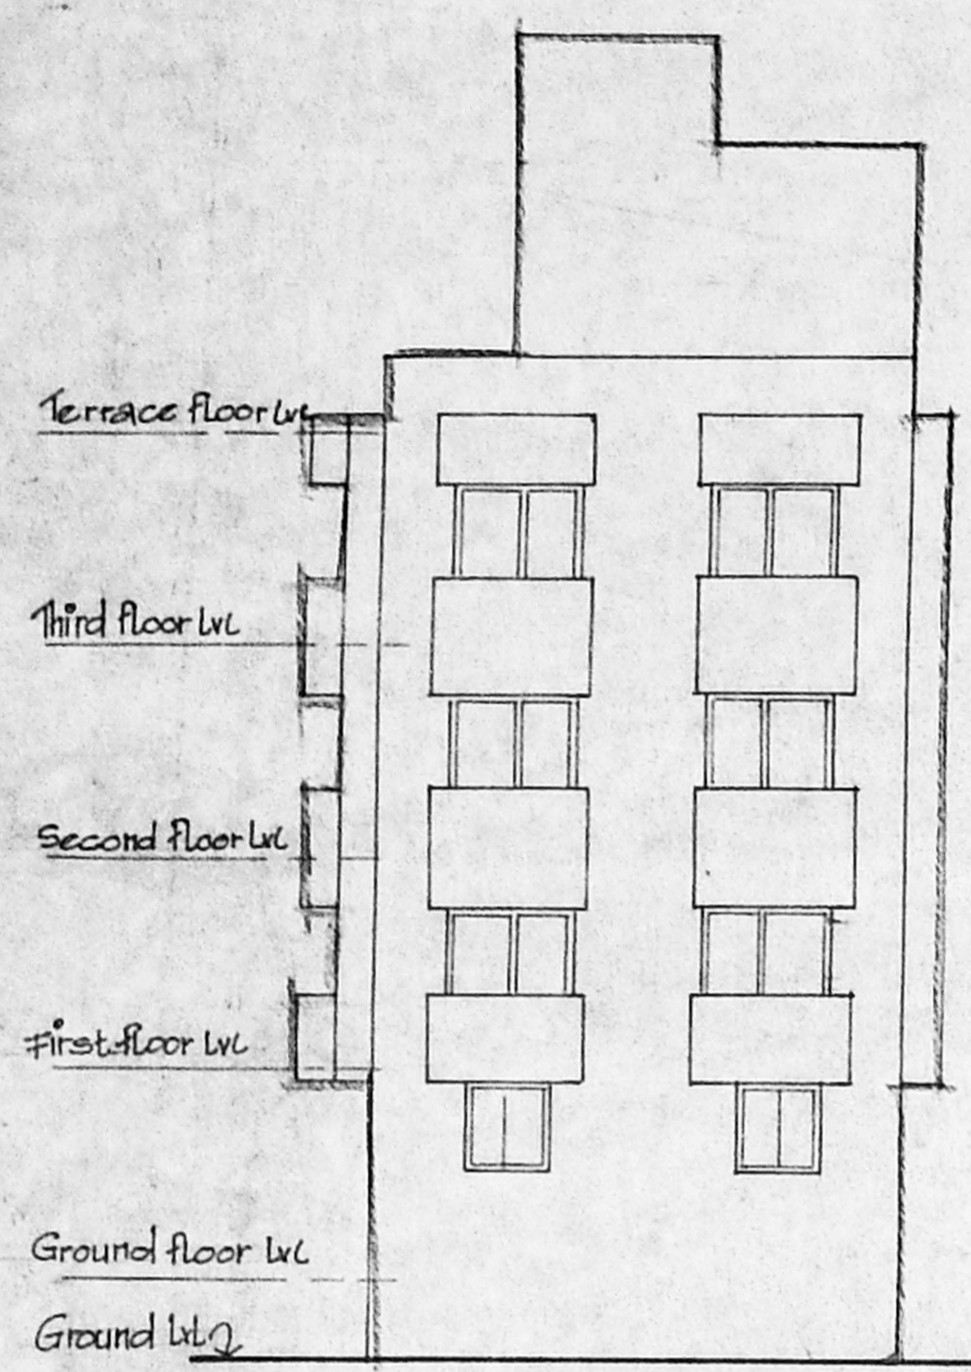 Terrace floor Lvl
Third floor Lvl
Second floor Lvl
First floor Lvl
Ground floor Lvl
Ground Lvl